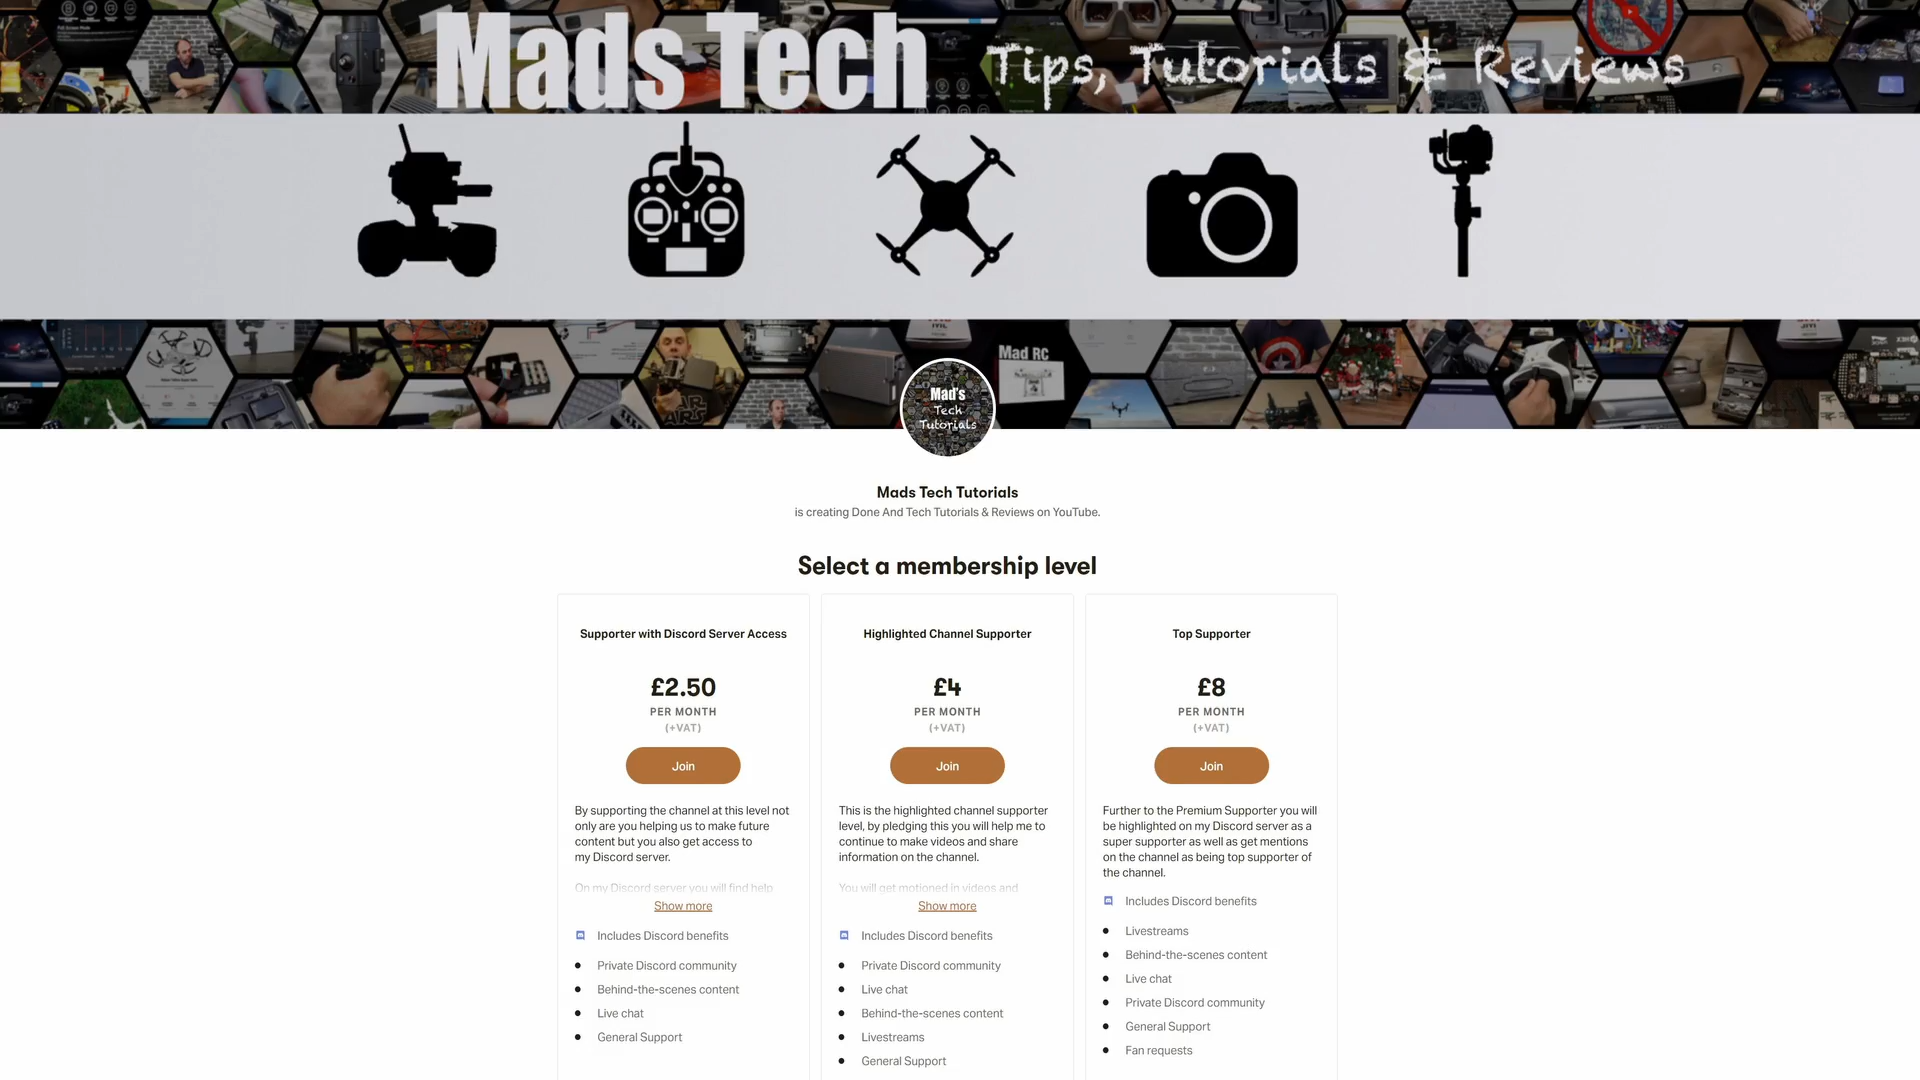 Mads Tech Tips, Tutorials & Reviews
Mad RC
Mad's
Tech
Tutorials
STAR
WARS
Mads Tech Tutorials
is creating Done And Tech Tutorials & Reviews on YouTube.
Select a membership level
Supporter with Discord Server Access
£2.50
PER MONTH
(+VAT)
Join
By supporting the channel at this level not
only are you helping us to make future
content but you also get access to
my Discord server.
On my Discord server you will find help
Show more
Includes Discord benefits
Private Discord community
Behind-the-scenes content
Live chat
General Support
Highlighted Channel Supporter
£4
PER MONTH
(+VAT)
Join
This is the highlighted channel supporter
level, by pledging this you will help me to
continue to make videos and share
information on the channel.
You will get motioned in videos and
Show more
Includes Discord benefits
Private Discord community
Live chat
Behind-the-scenes content
Livestreams
General Support
Top Supporter
£8
PER MONTH
(+VAT)
Join
Further to the Premium Supporter you will
be highlighted on my Discord server as a
super supporter as well as get mentions
on the channel as being top supporter of
the channel.
Includes Discord benefits
Livestreams
Behind-the-scenes content
Live chat
Private Discord community
General Support
Fan requests